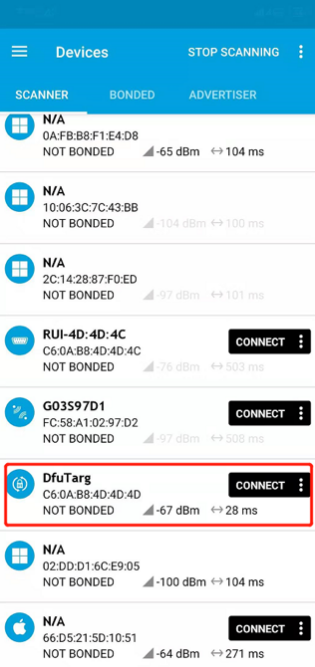 Devices
STOP SCANNING
SCANNER
BONDED
ADVERTISER
N/A
0A:FB:B8:F1:E4:D8
NOT BONDED
-65 dBm
104 ms
N/A
10:06:3C:7C:43:BB
NOT BONDED
-104 dBm
100 ms
N/A
2C:14:28:87:F0:ED
NOT BONDED
-97 dBm
101 ms
RUI-4D:4D:4C
C6:0A:B8:4D:4D:4C
NOT BONDED
-76 dBm
503 ms
CONNECT
G03S97D1
FC:58:A1:02:97:D2
NOT BONDED
-97 dBm
508 ms
CONNECT
DfuTarg
C6:0A:B8:4D:4D:4D
NOT BONDED
-67 dBm
28 ms
CONNECT
N/A
02:DD:D1:6C:E9:05
NOT BONDED
-100 dBm
104 ms
N/A
66:D5:21:5D:10:51
NOT BONDED
-64 dBm
271 ms
CONNECT